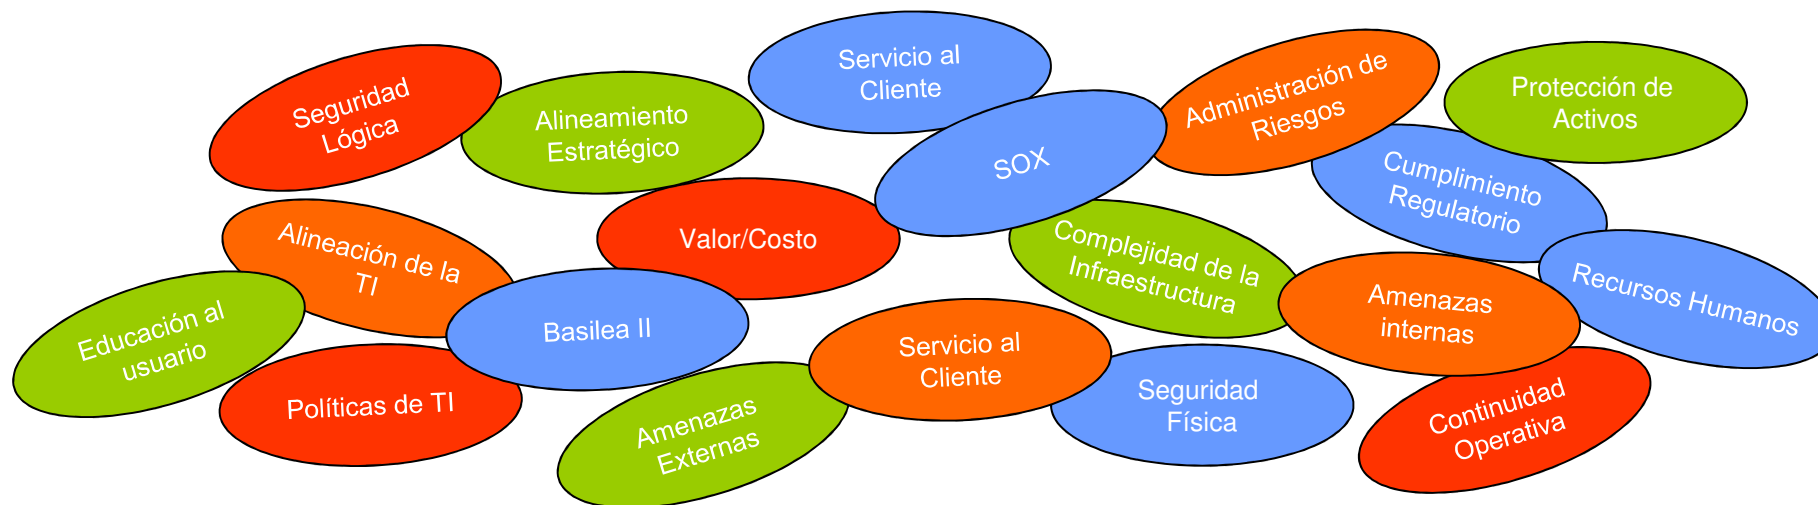 Servicio al
Cliente
Seguridad
Lógica
Alineamiento
Estratégico
Administración de
Riesgos
Protección de
Activos
SOX
Cumplimiento
Regulatorio
Alineación de la
TI
Valor/Costo
Complejidad de la
Infraestructura
Recursos Humanos
Educación al
usuario
Basilea II
Amenazas
internas
Servicio al
Cliente
Políticas de TI
Amenazas
Externas
Seguridad
Física
Continuidad
Operativa